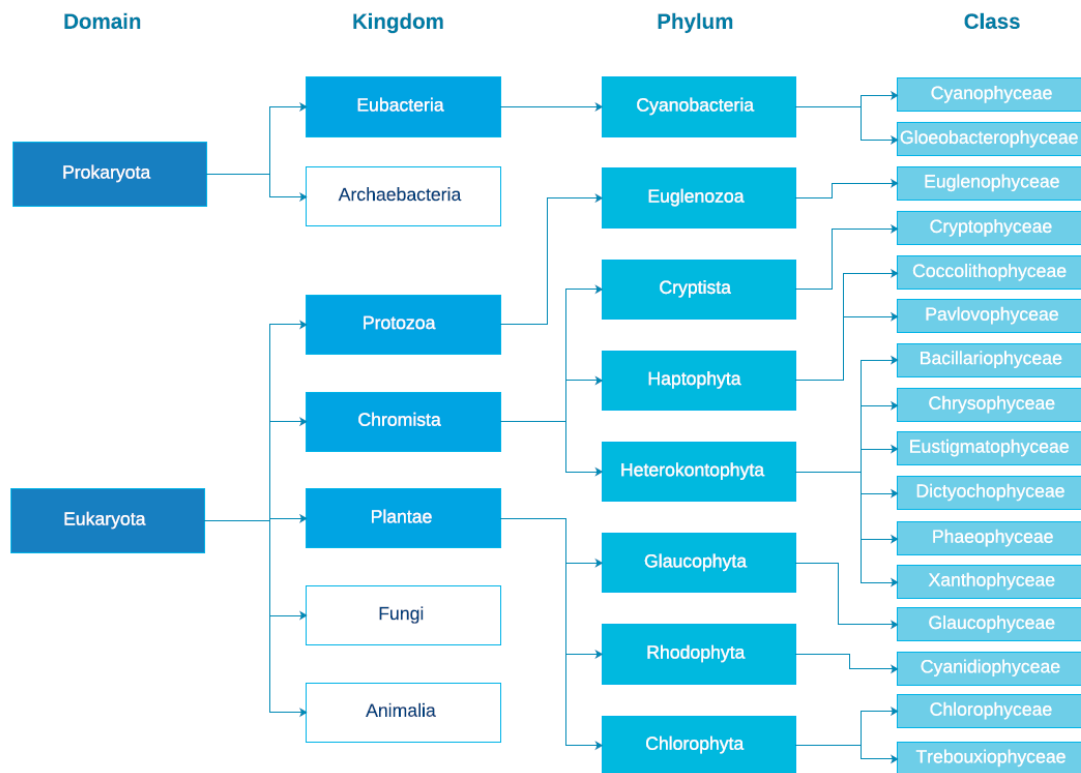 Domain
Kingdom
Phylum
Class
Prokaryota
Eukaryota
Eubacteria
Archaebacteria
Protozoa
Chromista
Plantae
Fungi
Animalia
Cyanobacteria
Euglenozoa
Cryptista
Haptophyta
Heterokontophyta
Glaucophyta
Rhodophyta
Chlorophyta
Cyanophyceae
Gloeobacterophyceae
Euglenophyceae
Cryptophyceae
Coccolithophyceae
Pavlovophyceae
Bacillariophyceae
Chrysophyceae
Eustigmatophyceae
Dictyochophyceae
Phaeophyceae
Xanthophyceae
Glaucophyceae
Cyanidiophyceae
Chlorophyceae
Trebouxiophyceae